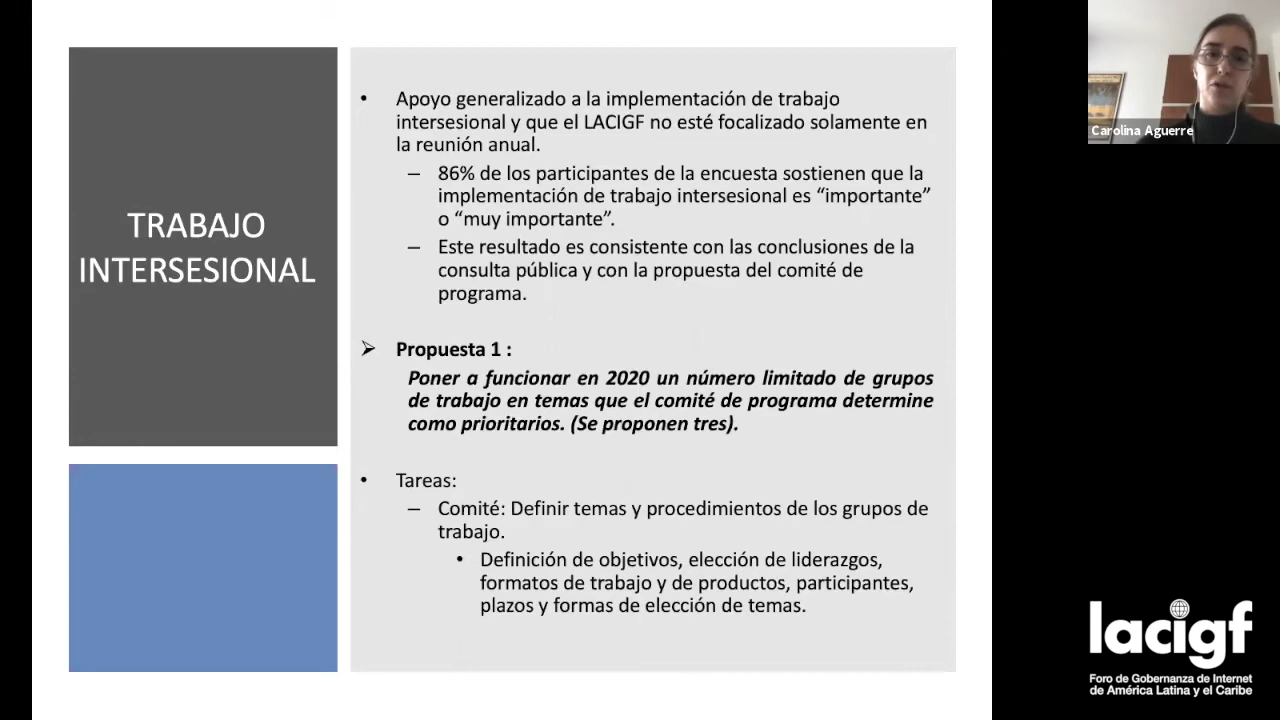 TRABAJO
INTERSESIONAL
• Apoyo generalizado a la implementación de trabajo
intersesional y que el LACIGF no esté focalizado solamente en
la reunión anual.
– 86% de los participantes de la encuesta sostienen que la
implementación de trabajo intersesional es “importante”
o “muy importante”.
– Este resultado es consistente con las conclusiones de la
consulta pública y con la propuesta del comité de
programa.
➢ Propuesta 1 :
Poner a funcionar en 2020 un número limitado de grupos
de trabajo en temas que el comité de programa determine
como prioritarios. (Se proponen tres).
• Tareas:
– Comité: Definir temas y procedimientos de los grupos de
trabajo.
• Definición de objetivos, elección de liderazgos,
formatos de trabajo y de productos, participantes,
plazos y formas de elección de temas.
Carolina Aguerre
lacigf
Foro de Gobernanza de Internet
de América Latina y el Caribe